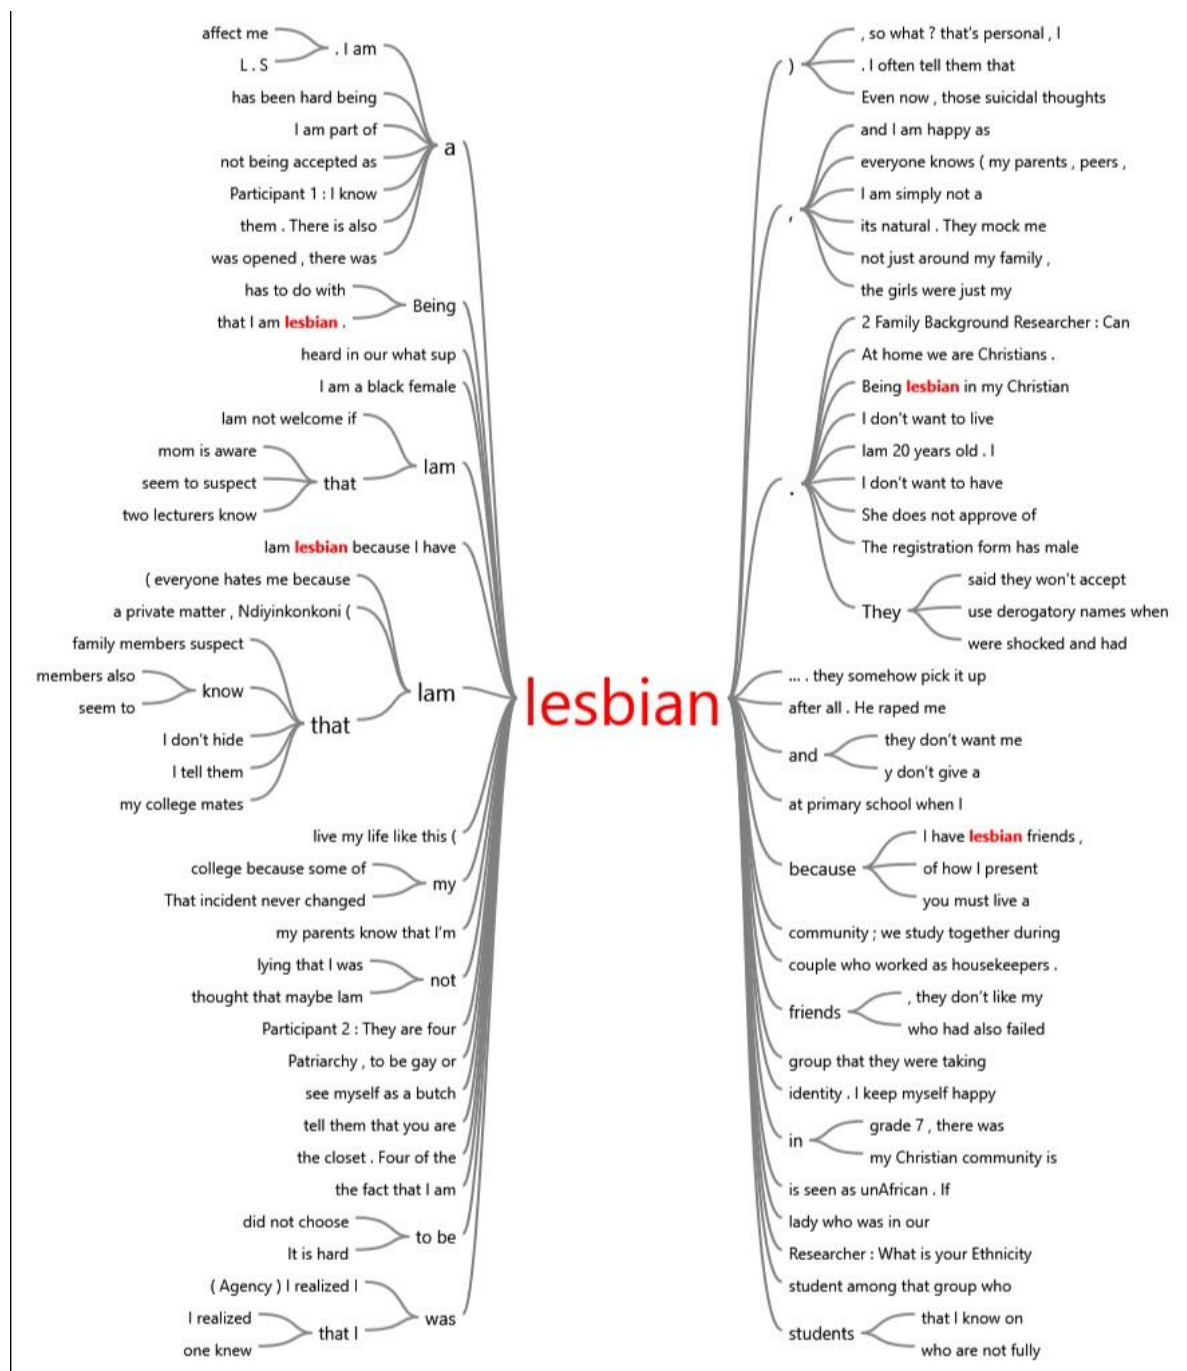 affect me
. I am
L . S
has been hard being
I am part of
a
not being accepted as
Participant 1 : I know
them . There is also
was opened , there was
has to do with
Being
that I am lesbian .
heard in our what sup
I am a black female
Iam not welcome if
mom is aware
Iam
seem to suspect
that
two lecturers know
Iam lesbian because I have
( everyone hates me because
a private matter , Ndiyinkonkoni (
family members suspect
members also
know
Iam
seem to
that
I don't hide
I tell them
my college mates
live my life like this (
college because some of
my
That incident never changed
my parents know that I'm
lying that I was
not
thought that maybe Iam
Participant 2 : They are four
Patriarchy , to be gay or
see myself as a butch
tell them that you are
the closet . Four of the
the fact that I am
did not choose
to be
It is hard
( Agency ) I realized I
I realized
was
that I
one knew
lesbian
, so what ? that's personal , I
)
. I often tell them that
Even now , those suicidal thoughts
and I am happy as
everyone knows ( my parents , peers ,
I am simply not a
,
its natural . They mock me
not just around my family ,
the girls were just my
2 Family Background Researcher : Can
At home we are Christians .
Being lesbian in my Christian
I don't want to live
Iam 20 years old . I
.
I don't want to have
She does not approve of
The registration form has male
said they won't accept
They
use derogatory names when
were shocked and had
... . they somehow pick it up
after all . He raped me
they don't want me
and
y don't give a
at primary school when I
I have lesbian friends ,
because
of how I present
you must live a
community ; we study together during
couple who worked as housekeepers .
, they don't like my
friends
who had also failed
group that they were taking
identity . I keep myself happy
grade 7 , there was
in
my Christian community is
is seen as unAfrican . If
lady who was in our
Researcher : What is your Ethnicity
student among that group who
that I know on
students
who are not fully